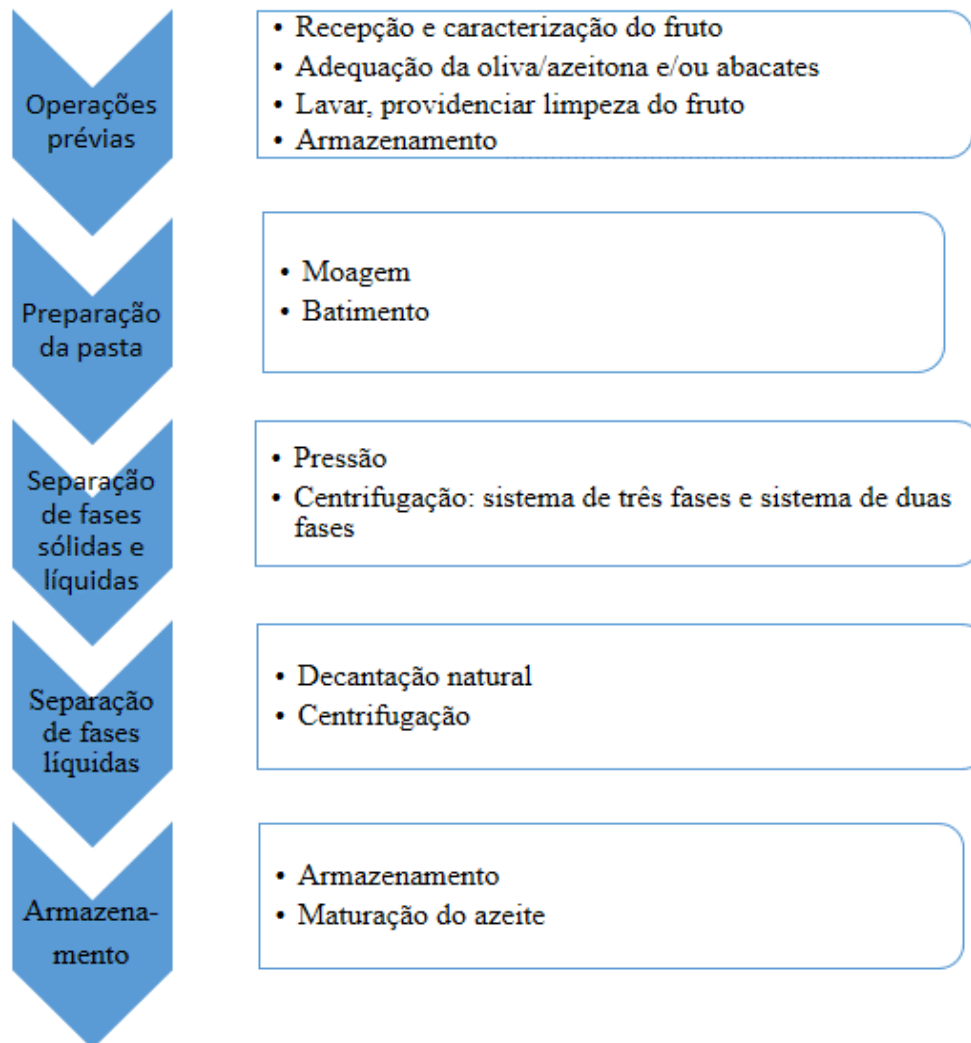 Operações
prévias
• Recepção e caracterização do fruto
• Adequação da oliva/azeitona e/ou abacates
• Lavar, providenciar limpeza do fruto
• Armazenamento
Preparação
da pasta
• Moagem
• Batimento
Separação
de fases
sólidas e
líquidas
• Pressão
• Centrifugação: sistema de três fases e sistema de duas
fases
Separação
de fases
líquidas
• Decantação natural
• Centrifugação
Armazena-
mento
• Armazenamento
• Maturação do azeite